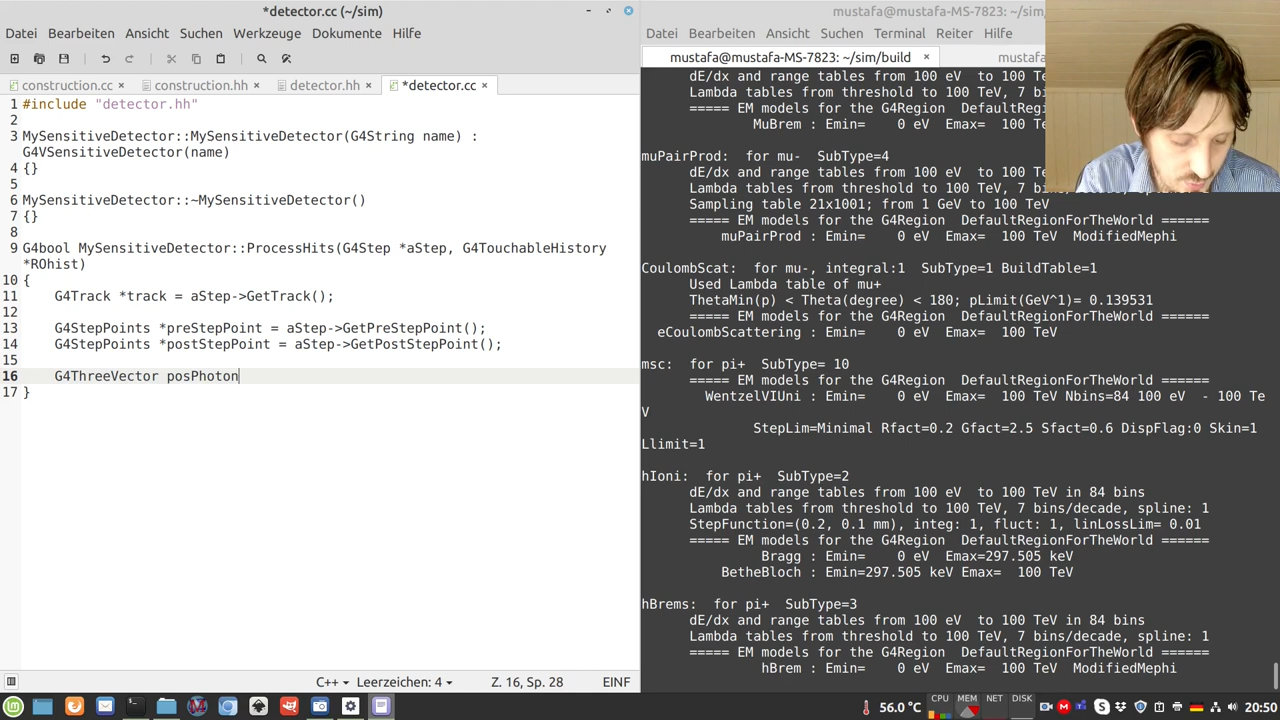 *detector.cc (~/sim)
Datei Bearbeiten Ansicht Suchen Werkzeuge Dokumente Hilfe
construction.cc × construction.hh × detector.hh × *detector.cc ×
1 #include "detector.hh"
2
3 MySensitiveDetector::MySensitiveDetector(G4String name) :
G4VSensitiveDetector(name)
4 {}
5
6 MySensitiveDetector::~MySensitiveDetector()
7 {}
8
9 G4bool MySensitiveDetector::ProcessHits(G4Step *aStep, G4TouchableHistory
*ROhist)
10 {
11 G4Track *track = aStep->GetTrack();
12
13 G4StepPoints *preStepPoint = aStep->GetPreStepPoint();
14 G4StepPoints *postStepPoint = aStep->GetPostStepPoint();
15
16 G4ThreeVector posPhoton
17 }
C++ Leerzeichen: 4 Z. 16, Sp. 28 EINF
mustafa@mustafa-MS-7823: ~/sim/
Datei Bearbeiten Ansicht Suchen Terminal Reiter Hilfe
mustafa@mustafa-MS-7823: ~/sim/build × mustafa
dE/dx and range tables from 100 eV to 100 TeV
Lambda tables from threshold to 100 TeV, 7 bins
===== EM models for the G4Region DefaultRegion
MuBrem : Emin= 0 eV Emax= 100 Te
muPairProd: for mu- SubType=4
dE/dx and range tables from 100 eV to 100 Te
Lambda tables from threshold to 100 TeV, 7 bins
Sampling table 21x1001; from 1 GeV to 100 TeV
===== EM models for the G4Region DefaultRegionForTheWorld ======
muPairProd : Emin= 0 eV Emax= 100 TeV ModifiedMephi
CoulombScat: for mu-, integral:1 SubType=1 BuildTable=1
Used Lambda table of mu+
ThetaMin(p) < Theta(degree) < 180; pLimit(GeV^1)= 0.139531
===== EM models for the G4Region DefaultRegionForTheWorld ======
eCoulombScattering : Emin= 0 eV Emax= 100 TeV
msc: for pi+ SubType= 10
===== EM models for the G4Region DefaultRegionForTheWorld ======
WentzelVIUni : Emin= 0 eV Emax= 100 TeV Nbins=84 100 eV - 100 Te
V
StepLim=Minimal Rfact=0.2 Gfact=2.5 Sfact=0.6 DispFlag:0 Skin=1
Llimit=1
hIoni: for pi+ SubType=2
dE/dx and range tables from 100 eV to 100 TeV in 84 bins
Lambda tables from threshold to 100 TeV, 7 bins/decade, spline: 1
StepFunction=(0.2, 0.1 mm), integ: 1, fluct: 1, linLossLim= 0.01
===== EM models for the G4Region DefaultRegionForTheWorld ======
Bragg : Emin= 0 eV Emax=297.505 keV
BetheBloch : Emin=297.505 keV Emax= 100 TeV
hBrems: for pi+ SubType=3
dE/dx and range tables from 100 eV to 100 TeV in 84 bins
Lambda tables from threshold to 100 TeV, 7 bins/decade, spline: 1
===== EM models for the G4Region DefaultRegionForTheWorld ======
hBrem : Emin= 0 eV Emax= 100 TeV ModifiedMephi
56.0°C CPU MEM NET DISK 20:50